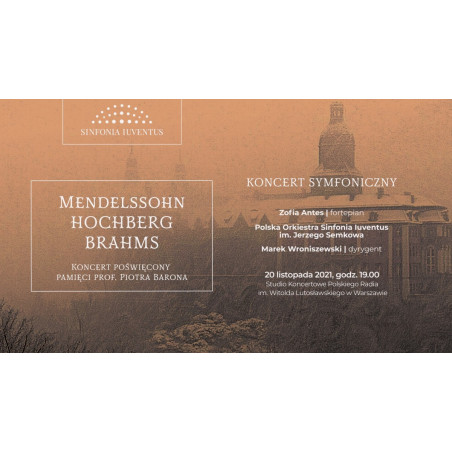 SINFONIA IUVENTUS
MENDELSSOHN
HOCHBERG
BRAHMS
KONCERT POŚWIĘCONY
PAMIĘCI PROF. PIOTRA BARONA
KONCERT SYMFONICZNY
Zofia Antes | fortepian
Polska Orkiestra Sinfonia Iuventus
im. Jerzego Semkowa
Marek Wroniszewski | dyrygent
20 listopada 2021, godz. 19.00
Studio Koncertowe Polskiego Radia
im. Witolda Lutosławskiego w Warszawie